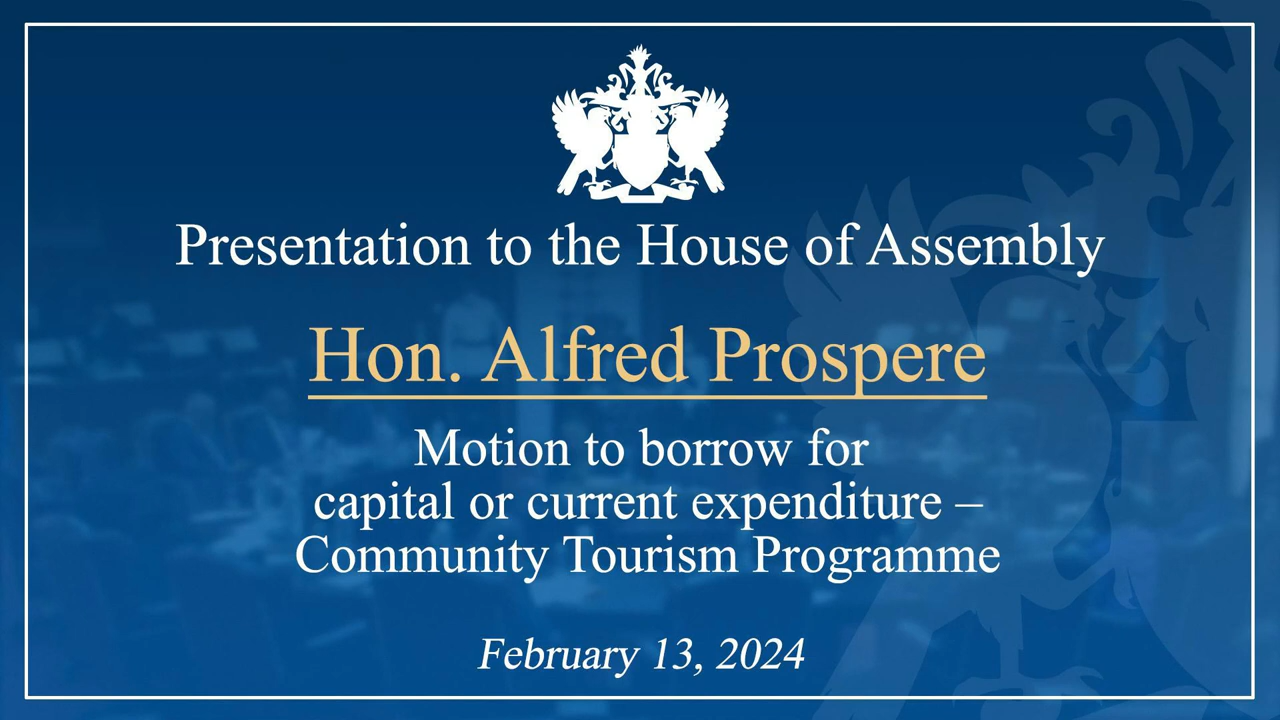 Presentation to the House of Assembly
Hon. Alfred Prospere
Motion to borrow for
capital or current expenditure –
Community Tourism Programme
February 13, 2024